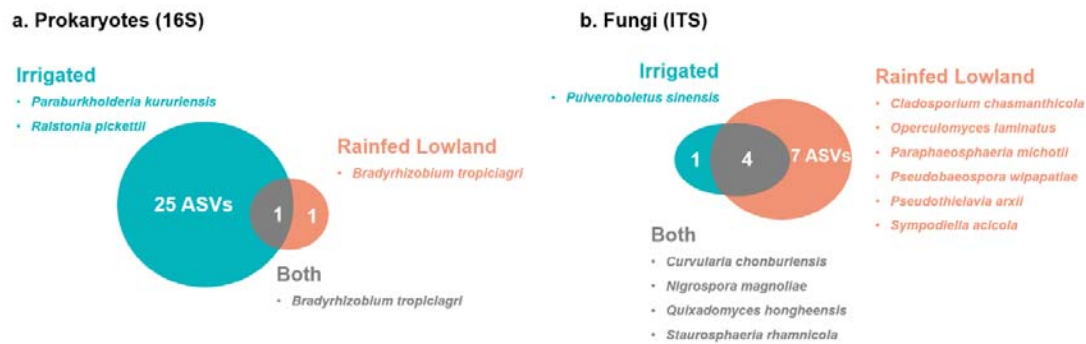 a. Prokaryotes (16S)
Irrigated
• Paraburkholderia kururiensis
• Ralstonia pickettii
25 ASVs
1
1
Rainfed Lowland
• Bradyrhizobium tropiciagri
Both
• Bradyrhizobium tropiciagri
b. Fungi (ITS)
Irrigated
• Pulveroboletus sinensis
1
4
7 ASVs
Rainfed Lowland
• Cladosporium chasmanthicola
• Operculomyces laminatus
• Paraphaeosphaeria michotii
• Pseudobaeospora wipapatiae
• Pseudothielavia arxii
• Sympodiella acicola
Both
• Curvularia chonburiensis
• Nigrospora magnoliae
• Quixadomyces hongheensis
• Staurosphaeria rhamnicola